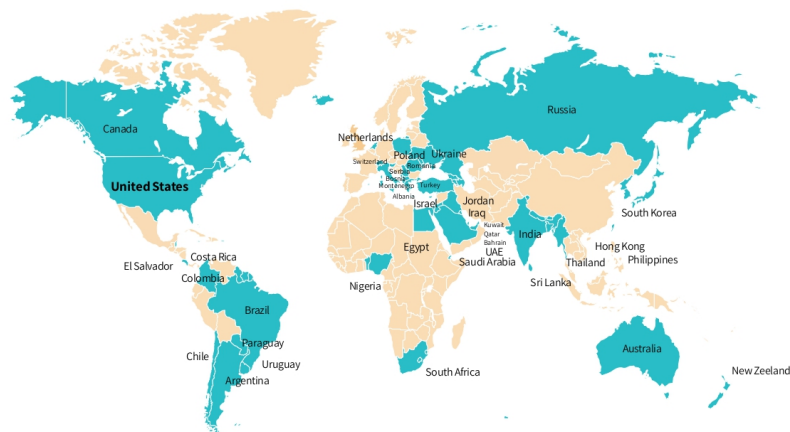 Russia
Canada
Netherlands
Poland
Ukraine
Switzerland
Romania
Serbia
Bosnia
United States
Montenegro
Turkey
Albania
Israel
Jordan
Iraq
South Korea
Kuwait
Qatar
India
Bahrain
Egypt
Hong Kong
UAE
Costa Rica
Saudi Arabia
Thailand
Philippines
El Salvador
Colombia
Sri Lanka
Nigeria
Brazil
Paraguay
Australia
Chile
Uruguay
New Zeeland
South Africa
Argentina